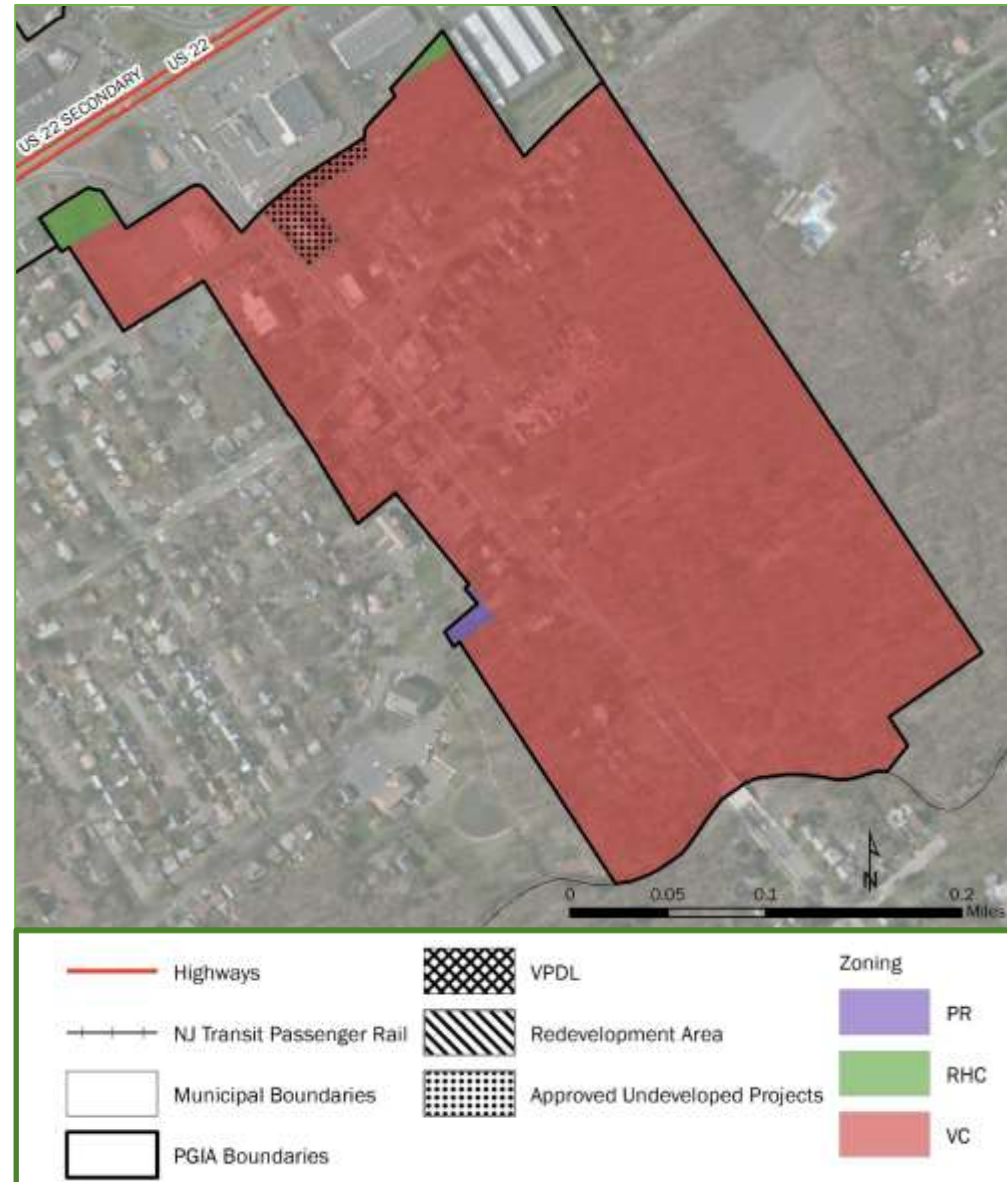 US 22 SECONDARY
US 22
N
0 0.05 0.1 0.2
Miles
Highways
NJ Transit Passenger Rail
Municipal Boundaries
PGIA Boundaries
VPDL
Redevelopment Area
Approved Undeveloped Projects
Zoning
PR
RHC
VC